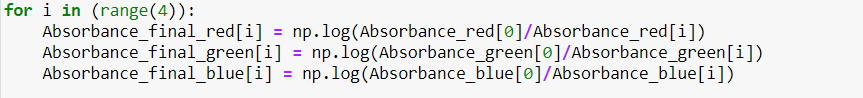 for i in (range(4)):
    Absorbance_final_red[i] = np.log(Absorbance_red[0]/Absorbance_red[i])
    Absorbance_final_green[i] = np.log(Absorbance_green[0]/Absorbance_green[i])
    Absorbance_final_blue[i] = np.log(Absorbance_blue[0]/Absorbance_blue[i])